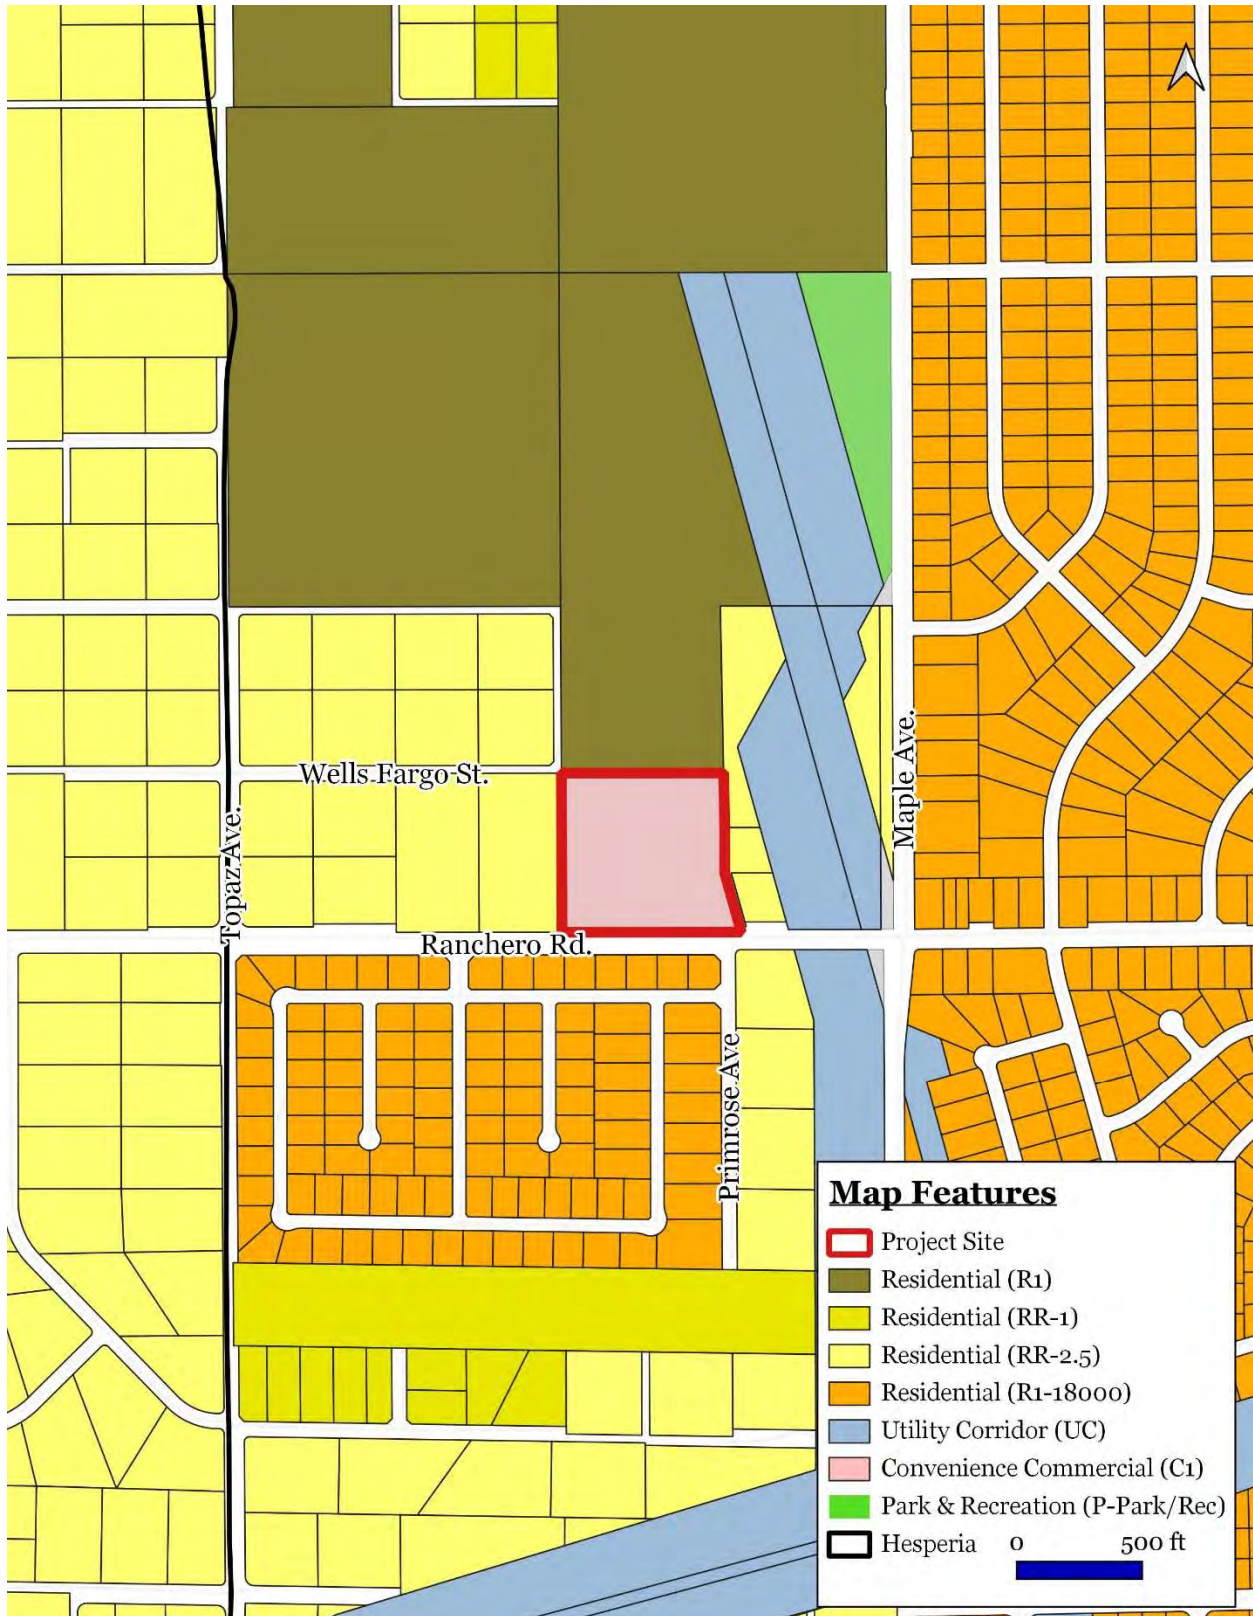 Wells Fargo St.
Topaz Ave.
Maple Ave.
Ranchero Rd.
Primrose Ave
Map Features
Project Site
Residential (R1)
Residential (RR-1)
Residential (RR-2.5)
Residential (R1-18000)
Utility Corridor (UC)
Convenience Commercial (C1)
Park & Recreation (P-Park/Rec)
Hesperia 0 500 ft